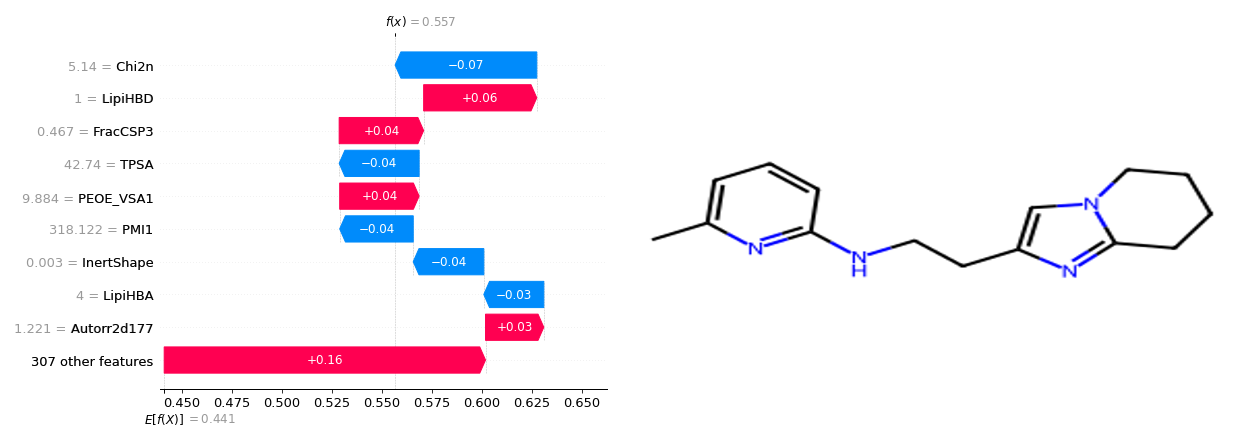 f(x) = 0.557
5.14 = Chi2n
−0.07
1 = LipiHBD
+0.06
0.467 = FracCSP3
+0.04
42.74 = TPSA
−0.04
9.884 = PEOE_VSA1
+0.04
318.122 = PMI1
−0.04
0.003 = InertShape
−0.04
4 = LipiHBA
−0.03
1.221 = Autorr2d177
+0.03
307 other features
+0.16
0.450 0.475 0.500 0.525 0.550 0.575 0.600 0.625 0.650
E[f(X)] = 0.441
N
N
N
H
N